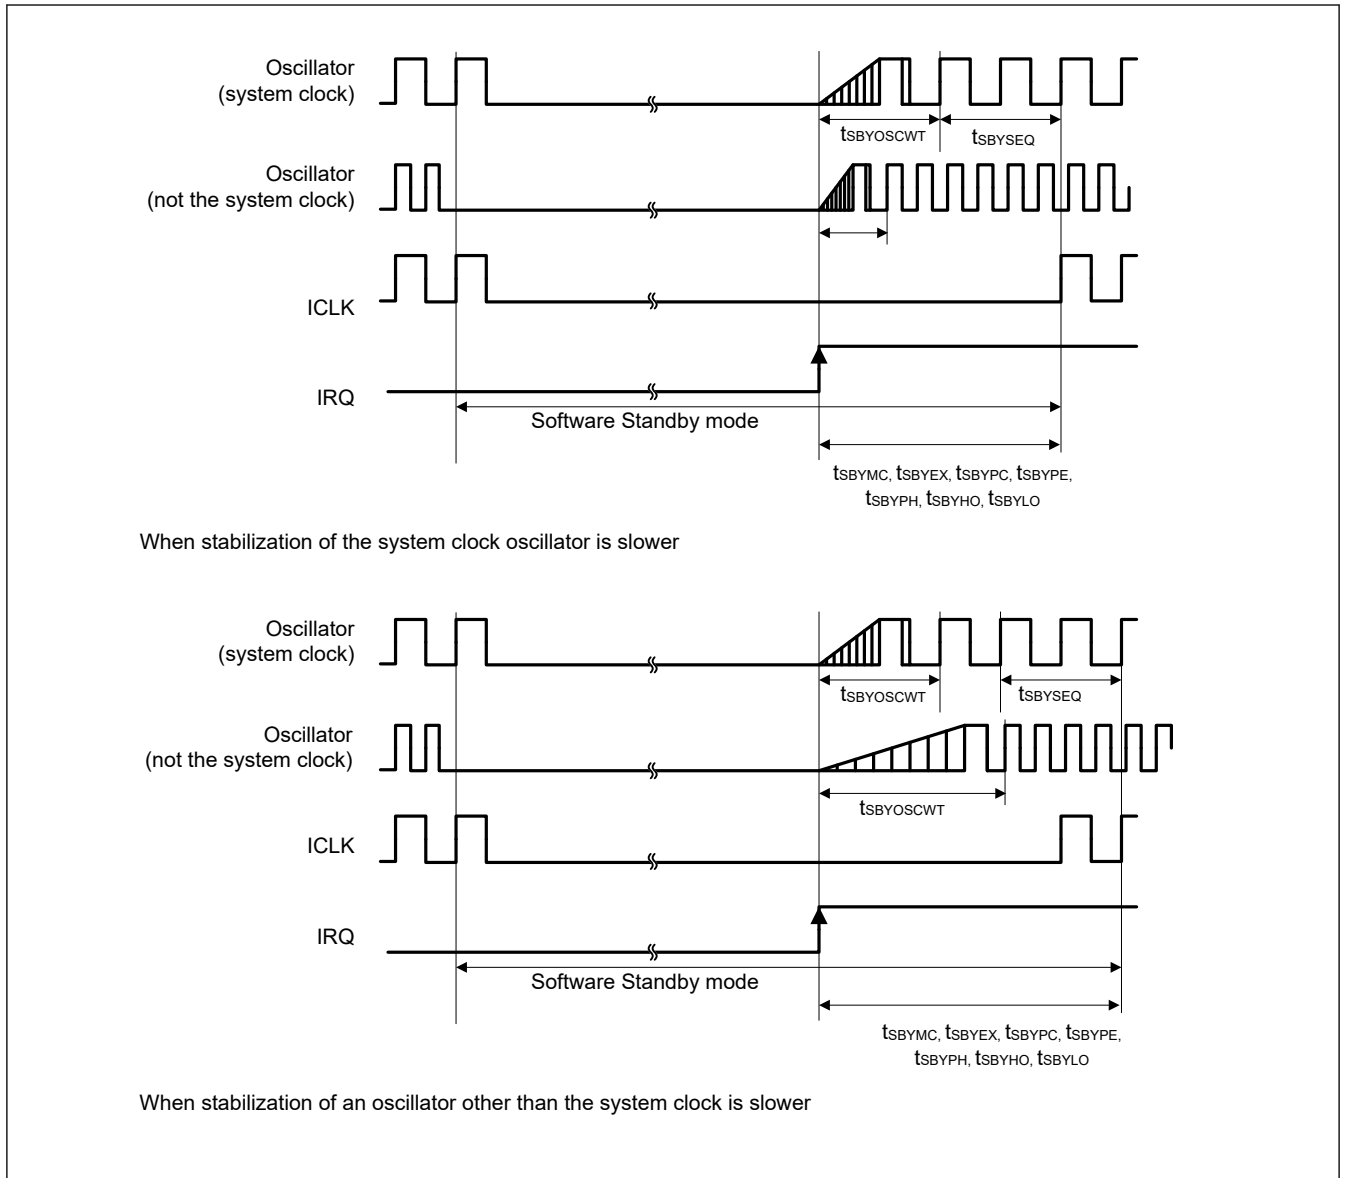 Oscillator
(system clock)
tSBYOSCWT
tSBYSEQ
Oscillator
(not the system clock)
ICLK
IRQ
Software Standby mode
tSBYMC, tSBYEX, tSBYPC, tSBYPE,
tSBYPH, tSBYHO, tSBYLO
When stabilization of the system clock oscillator is slower
Oscillator
(system clock)
tSBYOSCWT
tSBYSEQ
Oscillator
(not the system clock)
tSBYOSCWT
ICLK
IRQ
Software Standby mode
tSBYMC, tSBYEX, tSBYPC, tSBYPE,
tSBYPH, tSBYHO, tSBYLO
When stabilization of an oscillator other than the system clock is slower